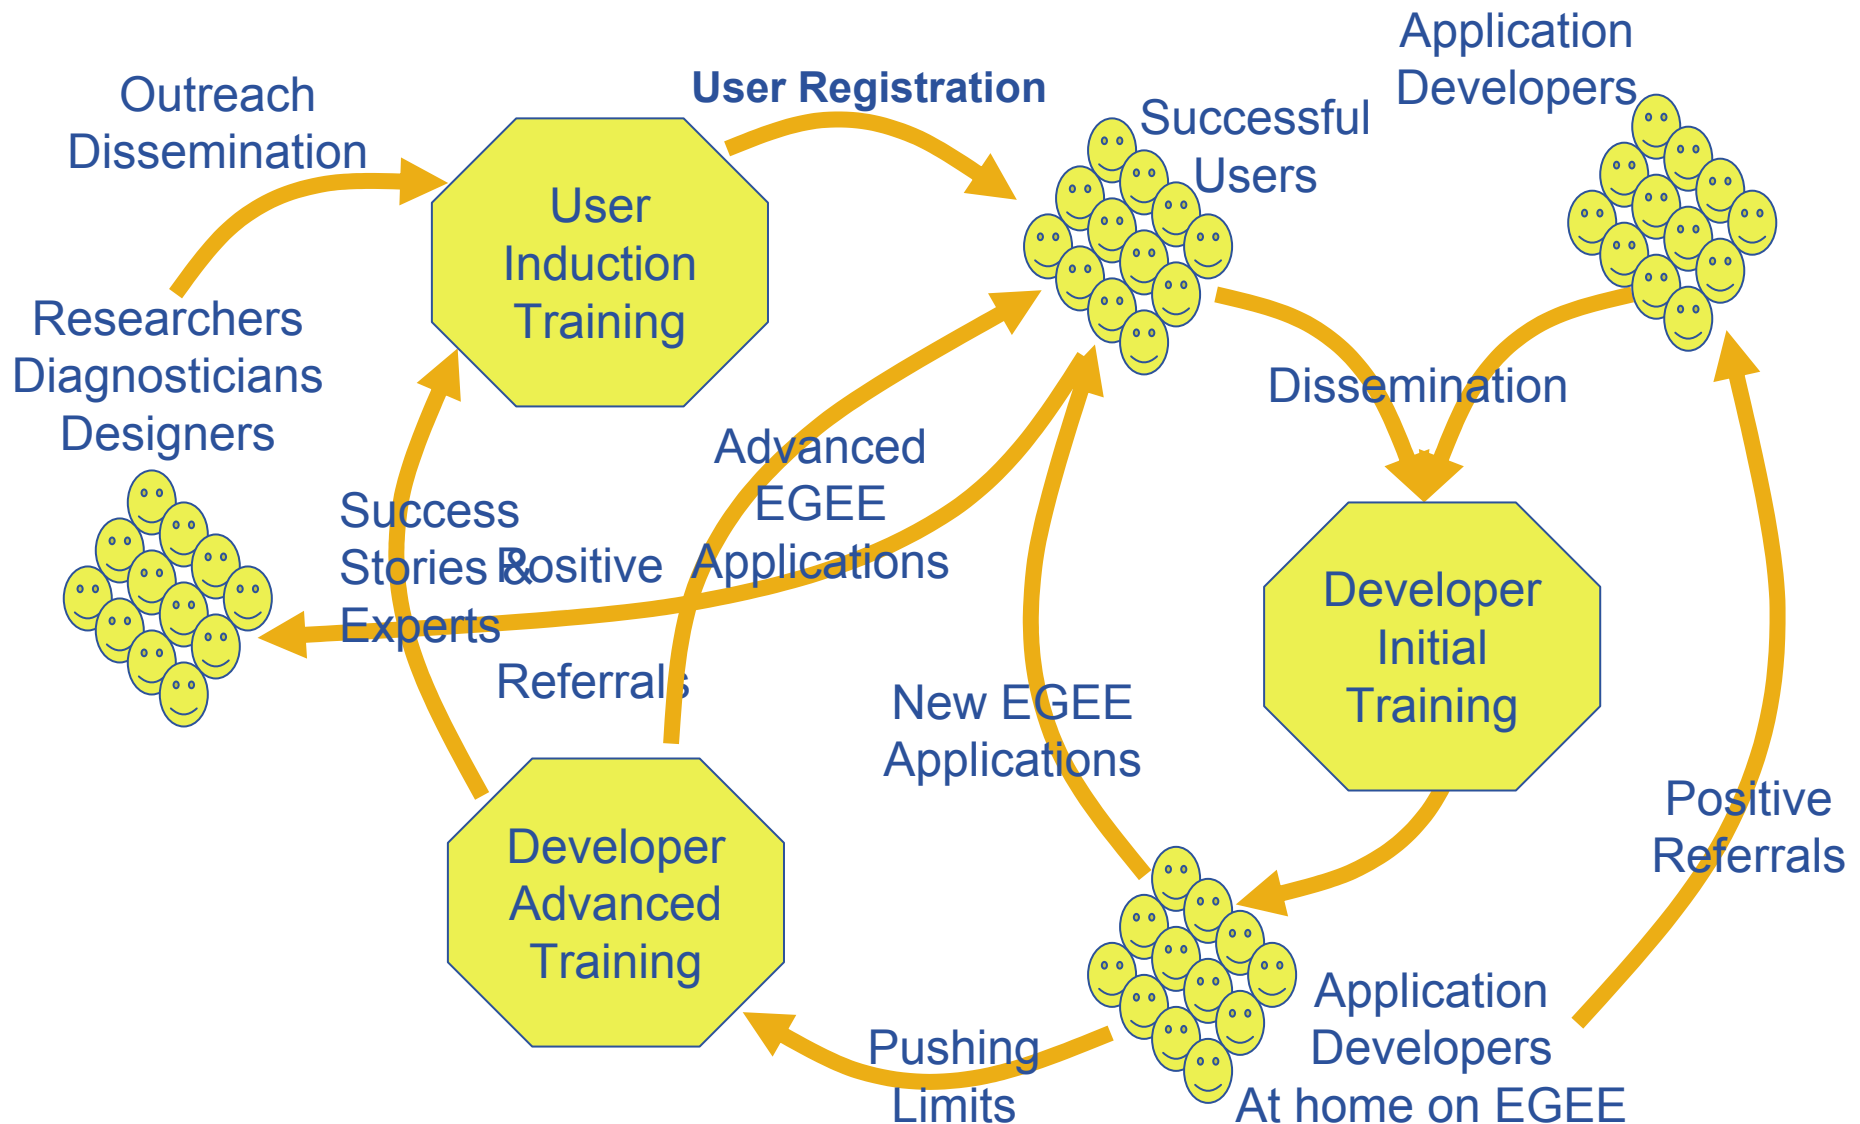 Outreach
Dissemination
User Registration
Successful
Users
Application
Developers
User
Induction
Training
Researchers
Diagnosticians
Designers
Dissemination
Advanced
EGEE
Applications
Success
Stories &
Experts
Positive
Referrals
Developer
Initial
Training
New EGEE
Applications
Positive
Referrals
Developer
Advanced
Training
Pushing
Limits
Application
Developers
At home on EGEE